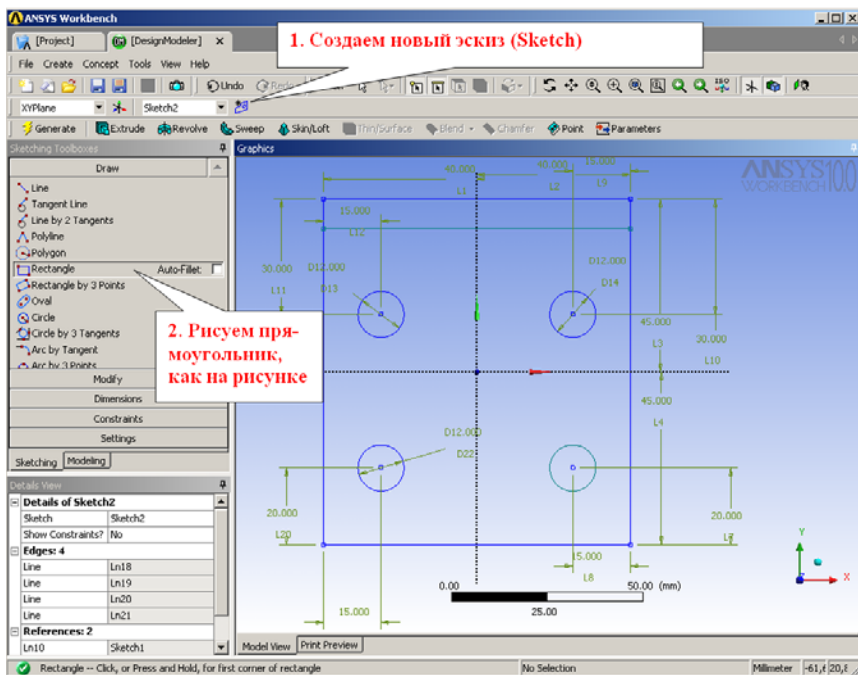 ANSYS Workbench
[Project]
[DesignModeler]
1. Создаем новый эскиз (Sketch)
File Create Concept Tools View Help
Undo
Redo
XYPlane
Sketch2
Generate
Extrude
Revolve
Sweep
Skin/Loft
Thin/Surface
Blend
Chamfer
Point
Parameters
Sketching Toolboxes
Graphics
Draw
Line
Tangent Line
Line by 2 Tangents
Polyline
Polygon
Rectangle Auto-Fillet:
Rectangle by 3 Points
Oval
Circle
Circle by 3 Tangents
Arc by Tangent
Arc by 3 Points
2. Рисуем пря-
моугольник,
как на рисунке
Modify
Dimensions
Constraints
Settings
Sketching Modeling
Details View
Details of Sketch2
Sketch Sketch2
Show Constraints? No
Edges: 4
Line Ln18
Line Ln19
Line Ln20
Line Ln21
References: 2
Ln10 Sketch1
ANSYS
WORKBENCH 100
40.000
L1
40.000
L2
15.000
L9
15.000
L12
30.000
L11
D12.000
D13
D12.000
D14
45.000
L3
30.000
L10
45.000
L4
D12.000
D22
20.000
L20
20.000
15.000
L8
15.000
0.00
50.00 (mm)
25.00
Y
X
Z
Model View Print Preview
Rectangle -- Click, or Press and Hold, for first corner of rectangle
No Selection
Millimeter